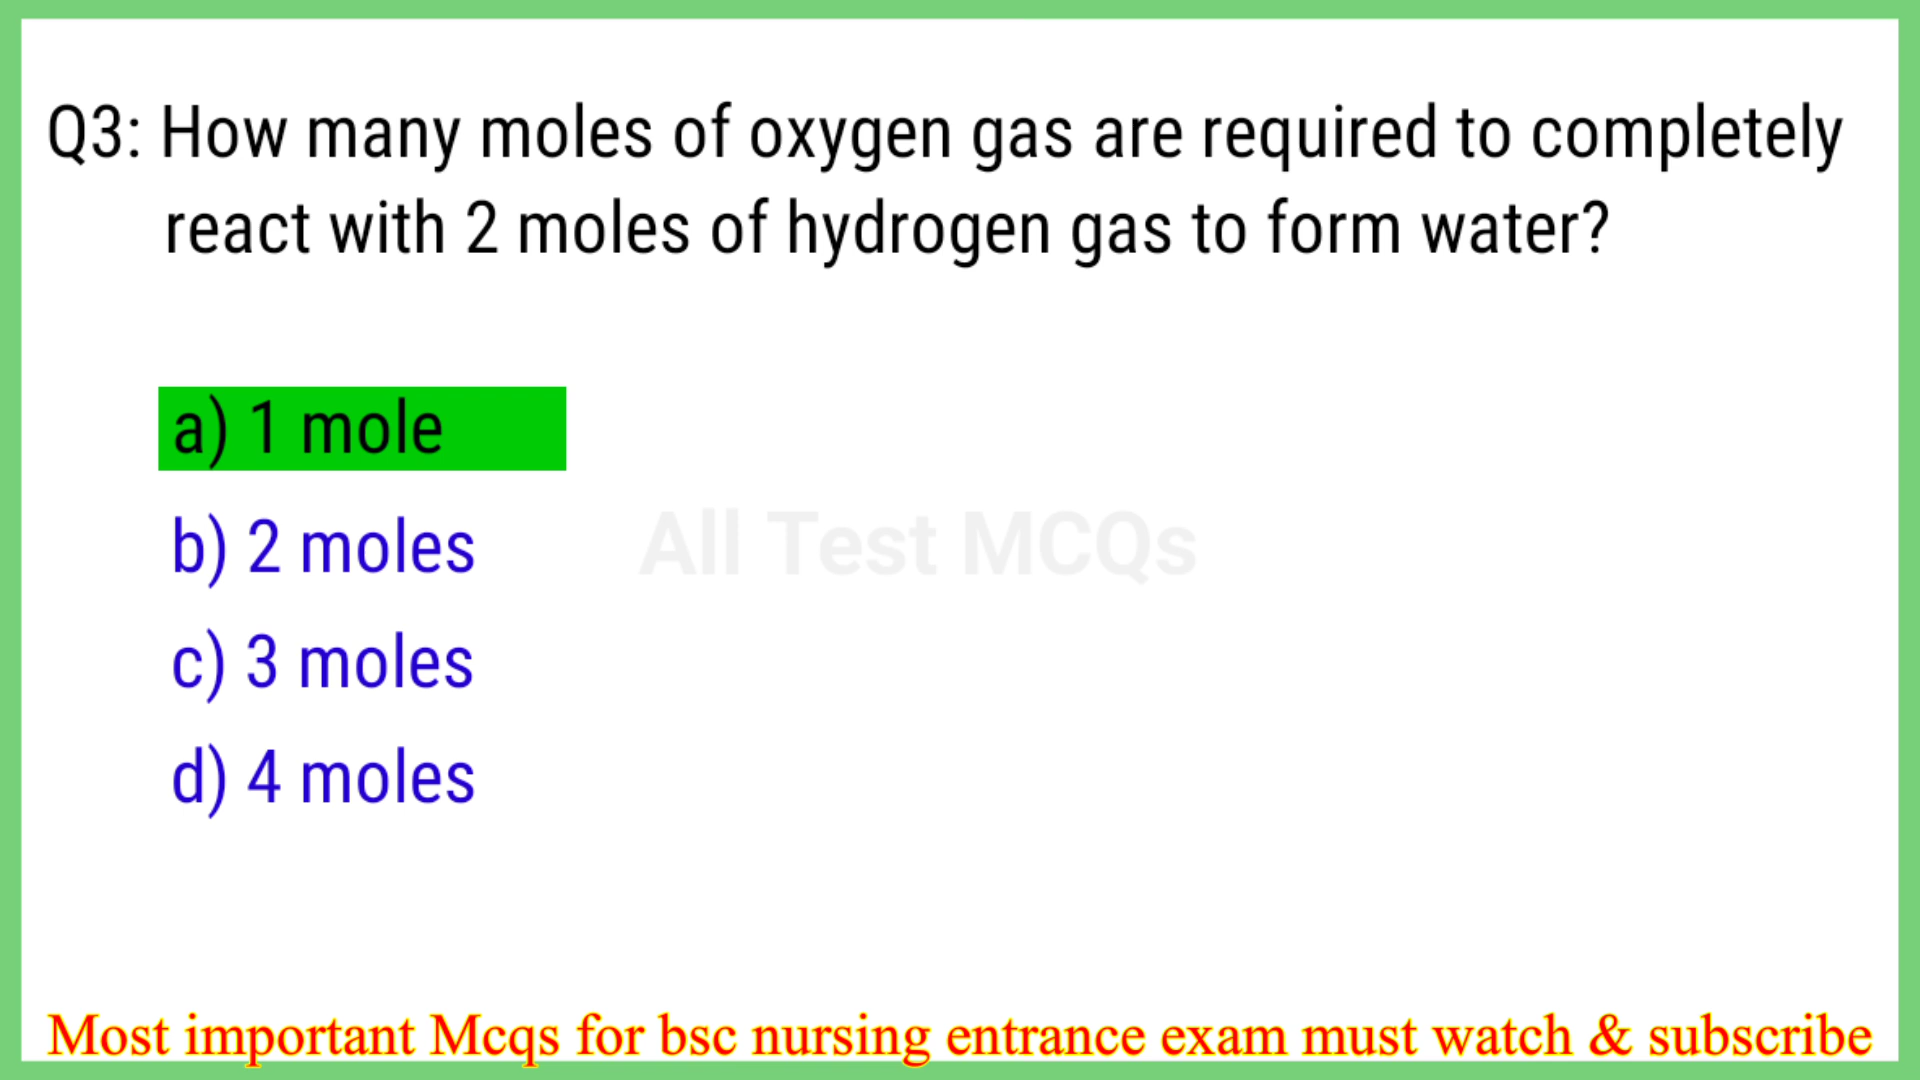 Q3: How many moles of oxygen gas are required to completely
react with 2 moles of hydrogen gas to form water?
a) 1 mole
b) 2 moles
All Test MCQs
c) 3 moles
d) 4 moles
Most important Mcqs for bsc nursing entrance exam must watch & subscribe